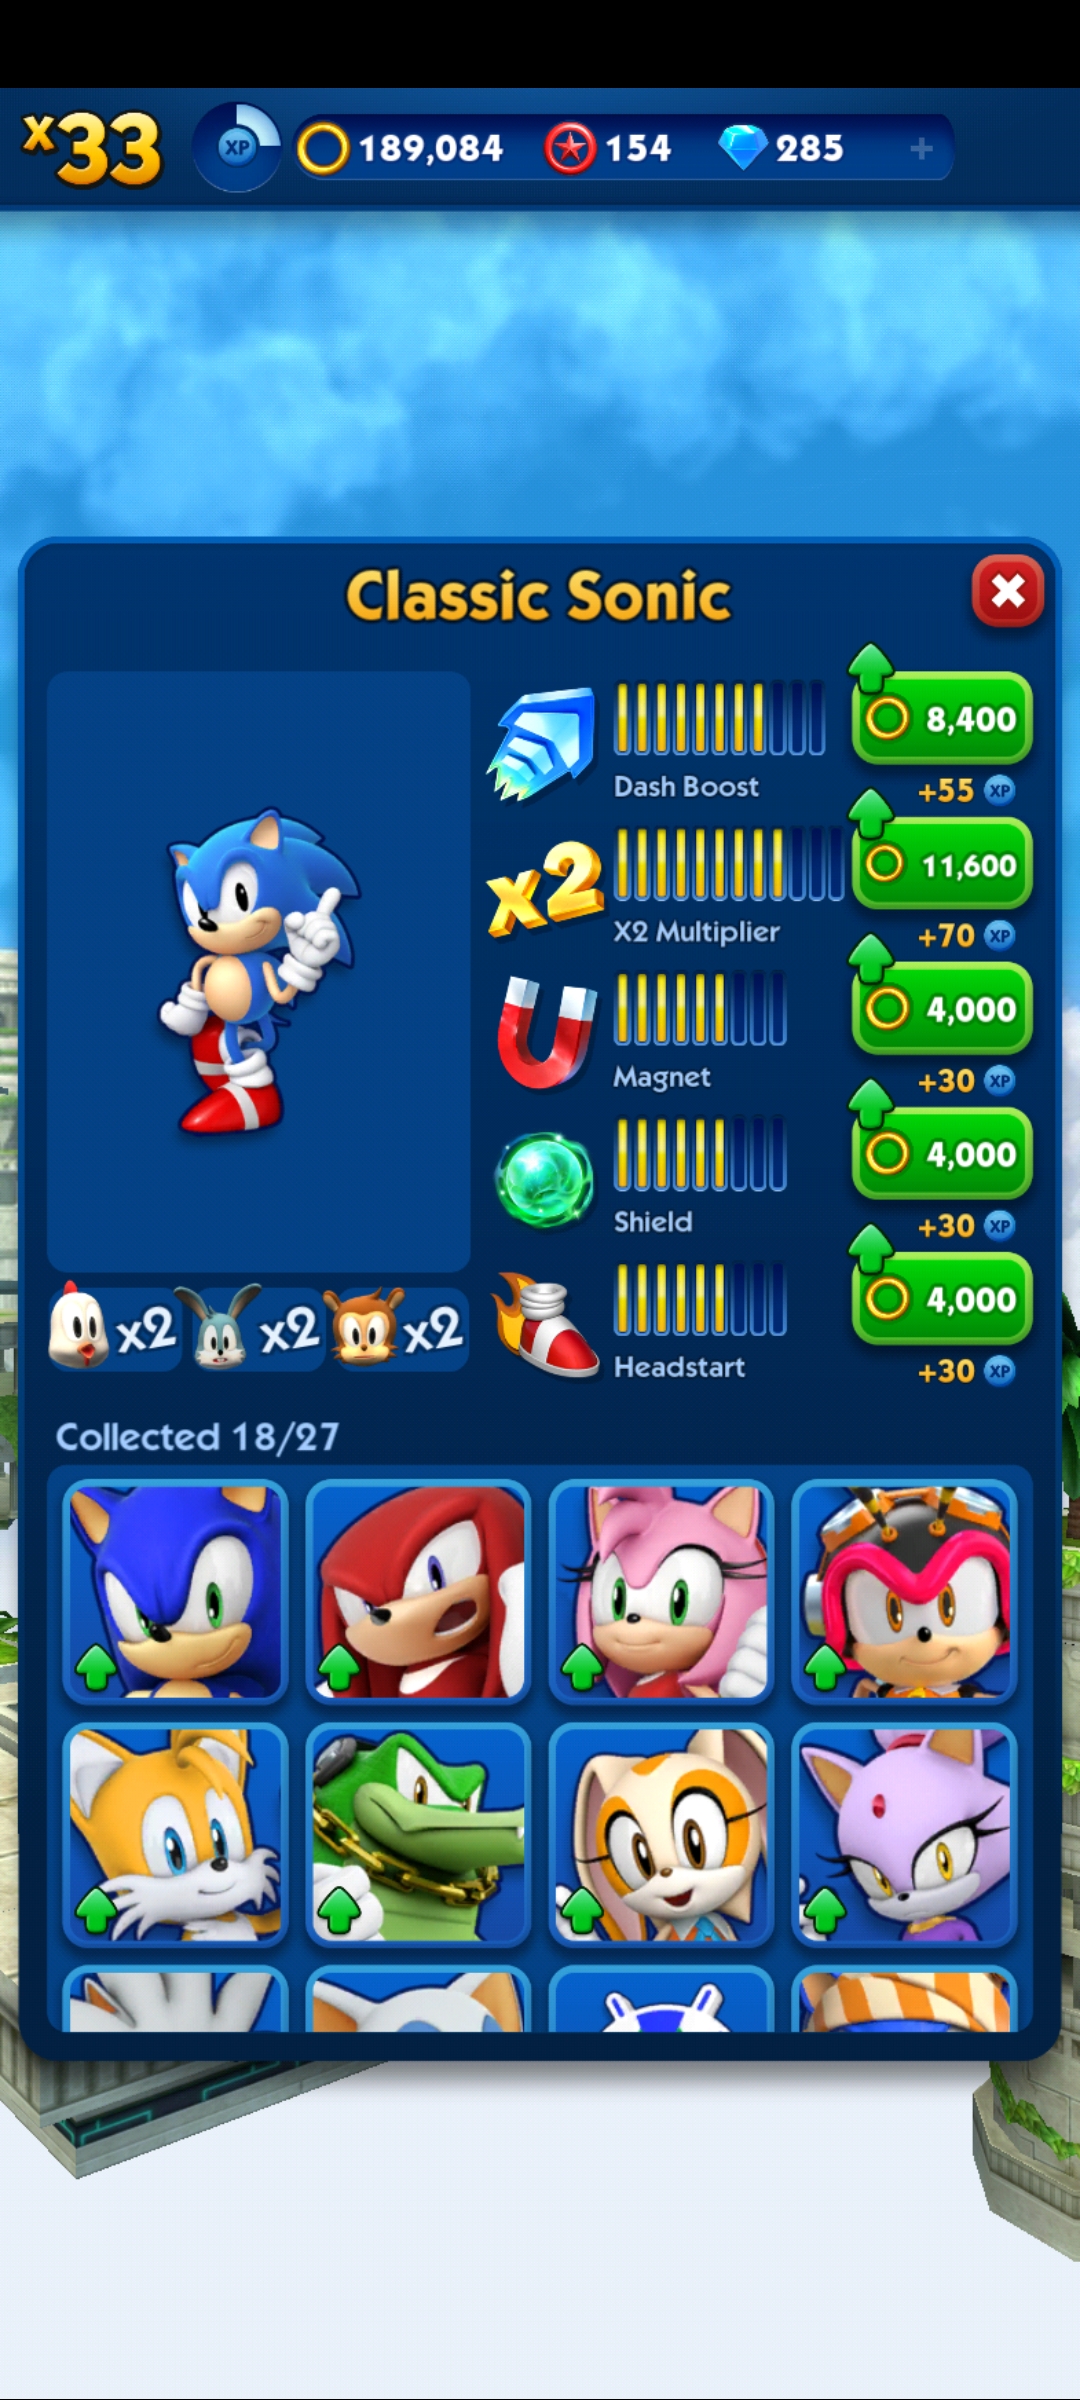 x33 XP 189,084 154 285 +
Classic Sonic
8,400
Dash Boost
+55 XP
x2
11,600
X2 Multiplier
+70 XP
4,000
Magnet
+30 XP
4,000
Shield
+30 XP
x2 x2 x2
4,000
Headstart
+30 XP
Collected 18/27